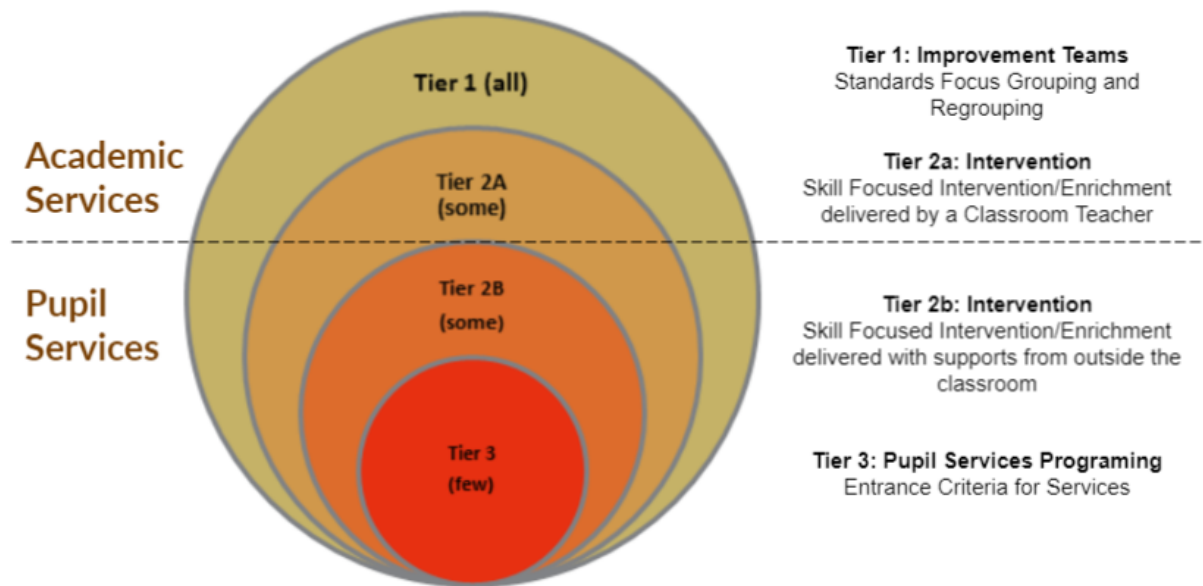 Academic
Services
Pupil
Services
Tier 1 (all)
Tier 2A
(some)
Tier 2B
(some)
Tier 3
(few)
Tier 1: Improvement Teams
Standards Focus Grouping and
Regrouping
Tier 2a: Intervention
Skill Focused Intervention/Enrichment
delivered by a Classroom Teacher
Tier 2b: Intervention
Skill Focused Intervention/Enrichment
delivered with supports from outside the
classroom
Tier 3: Pupil Services Programing
Entrance Criteria for Services